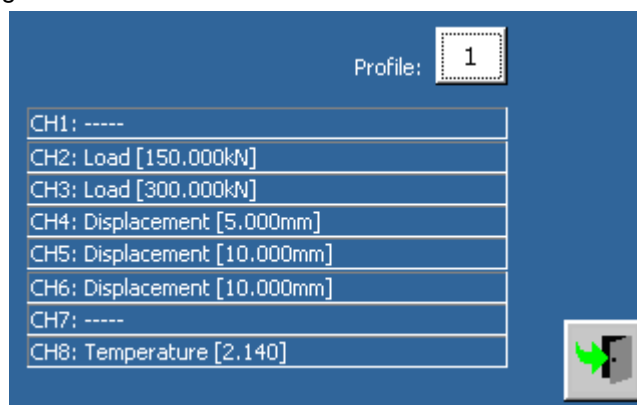 Profile: 1
CH1: -----
CH2: Load [150.000kN]
CH3: Load [300.000kN]
CH4: Displacement [5.000mm]
CH5: Displacement [10.000mm]
CH6: Displacement [10.000mm]
CH7: -----
CH8: Temperature [2.140]